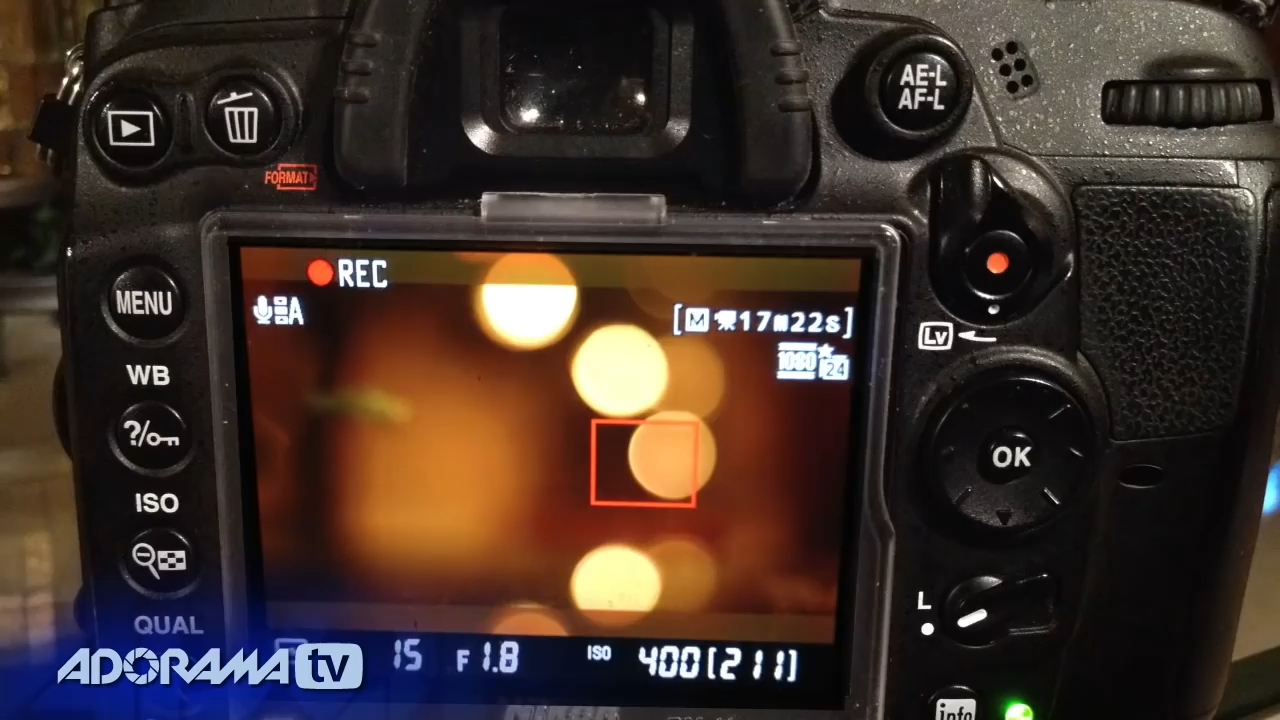 AE-L
AF-L
FORMAT
REC
MENU
A
[M 17m22s]
Lv
1080 ★ 24
WB
?
OK
ISO
L
QUAL
15 F1.8 ISO 400[211]
ADORAMA tv
info